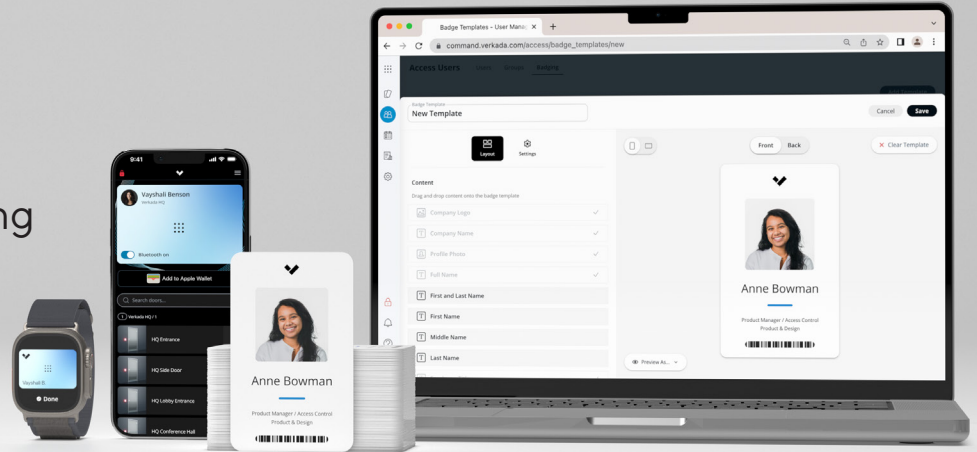 ng
Badge Templates – User Manag
command.verkada.com/access/badge_templates/new
Access Users
Users
Groups
Badging
Badge Template
New Template
Cancel
Save
Layout
Settings
Front
Back
Clear Template
Content
Drag and drop content onto the badge template
Company Logo
Company Name
Profile Photo
Full Name
First and Last Name
First Name
Middle Name
Last Name
Anne Bowman
Product Manager / Access Control
Product & Design
Preview As...
9:41
Vayshali Benson
Verkada HQ
Bluetooth on
Add to Apple Wallet
Search doors...
Verkada HQ / 1
HQ Entrance
HQ Side Door
HQ Lobby Entrance
HQ Conference Hall
Anne Bowman
Product Manager / Access Control
Product & Design
Vayshali B
Done